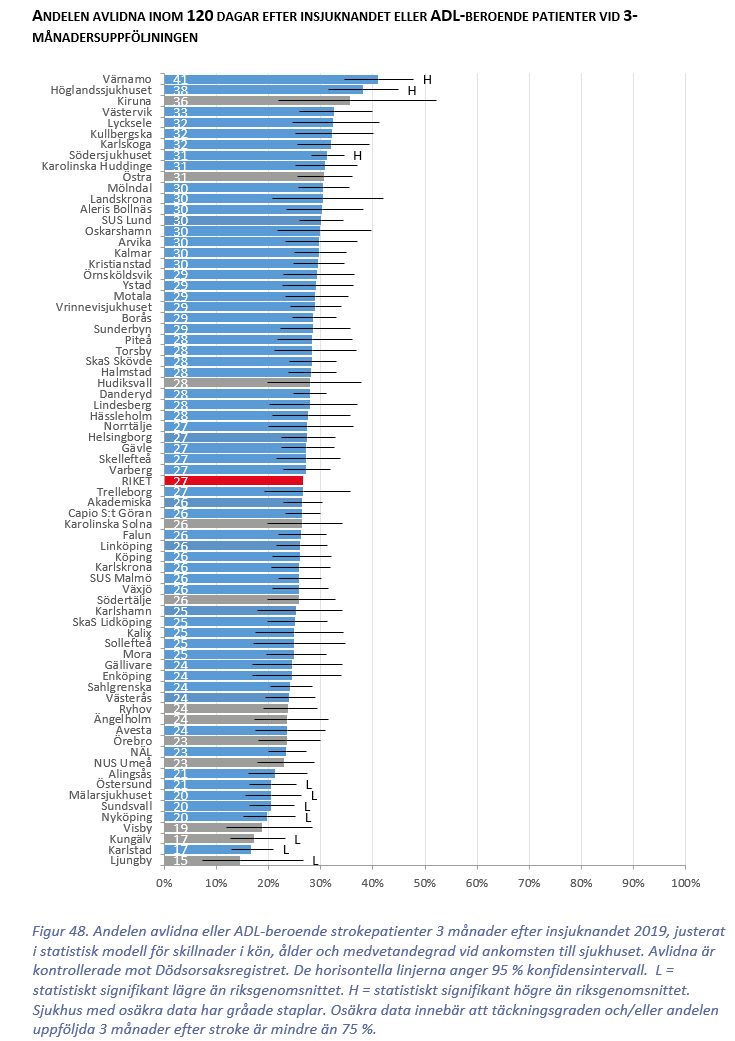 ANDELEN AVLIDNA INOM 120 DAGAR EFTER INSJUKNANDET ELLER ADL-BEROENDE PATIENTER VID 3-
MÅNADERSUPPFÖLJNINGEN
Värnamo 41 H
Höglandssjukhuset 38 H
Kiruna 36
Västervik 33
Lycksele 32
Kullbergska 32
Karlskoga 32
Södersjukhuset 31 H
Karolinska Huddinge 31
Östra 31
Mölndal 30
Landskrona 30
Aleris Bollnäs 30
SUS Lund 30
Oskarshamn 30
Arvika 30
Kalmar 30
Kristianstad 30
Örnsköldsvik 29
Ystad 29
Motala 29
Vrinnevisjukhuset 29
Borås 29
Sunderbyn 29
Piteå 28
Torsby 28
SkaS Skövde 28
Halmstad 28
Hudiksvall 28
Danderyd 28
Lindesberg 28
Hässleholm 28
Norrtälje 27
Helsingborg 27
Gävle 27
Skellefteå 27
Varberg 27
RIKET 27
Trelleborg 27
Akademiska 26
Capio S:t Göran 26
Karolinska Solna 26
Falun 26
Linköping 26
Köping 26
Karlskrona 26
SUS Malmö 26
Växjö 26
Södertälje 26
Karlshamn 25
SkaS Lidköping 25
Kalix 25
Sollefteå 25
Mora 25
Gällivare 24
Enköping 24
Sahlgrenska 24
Västerås 24
Ryhov 24
Ängelholm 24
Avesta 24
Örebro 23
NÄL 23
NUS Umeå 23
Alingsås 21
Östersund 21 L
Mälarsjukhuset 20 L
Sundsvall 20 L
Nyköping 20 L
Visby 19
Kungälv 17 L
Karlstad 17 L
Ljungby 15 L
0% 10% 20% 30% 40% 50% 60% 70% 80% 90% 100%
Figur 48. Andelen avlidna eller ADL-beroende strokepatienter 3 månader efter insjuknandet 2019, justerat
i statistisk modell för skillnader i kön, ålder och medvetandegrad vid ankomsten till sjukhuset. Avlidna är
kontrollerade mot Dödsorsaksregistret. De horisontella linjerna anger 95 % konfidensintervall. L =
statistiskt signifikant lägre än riksgenomsnittet. H = statistiskt signifikant högre än riksgenomsnittet.
Sjukhus med osäkra data har gråade staplar. Osäkra data innebär att täckningsgraden och/eller andelen
uppföljda 3 månader efter stroke är mindre än 75 %.